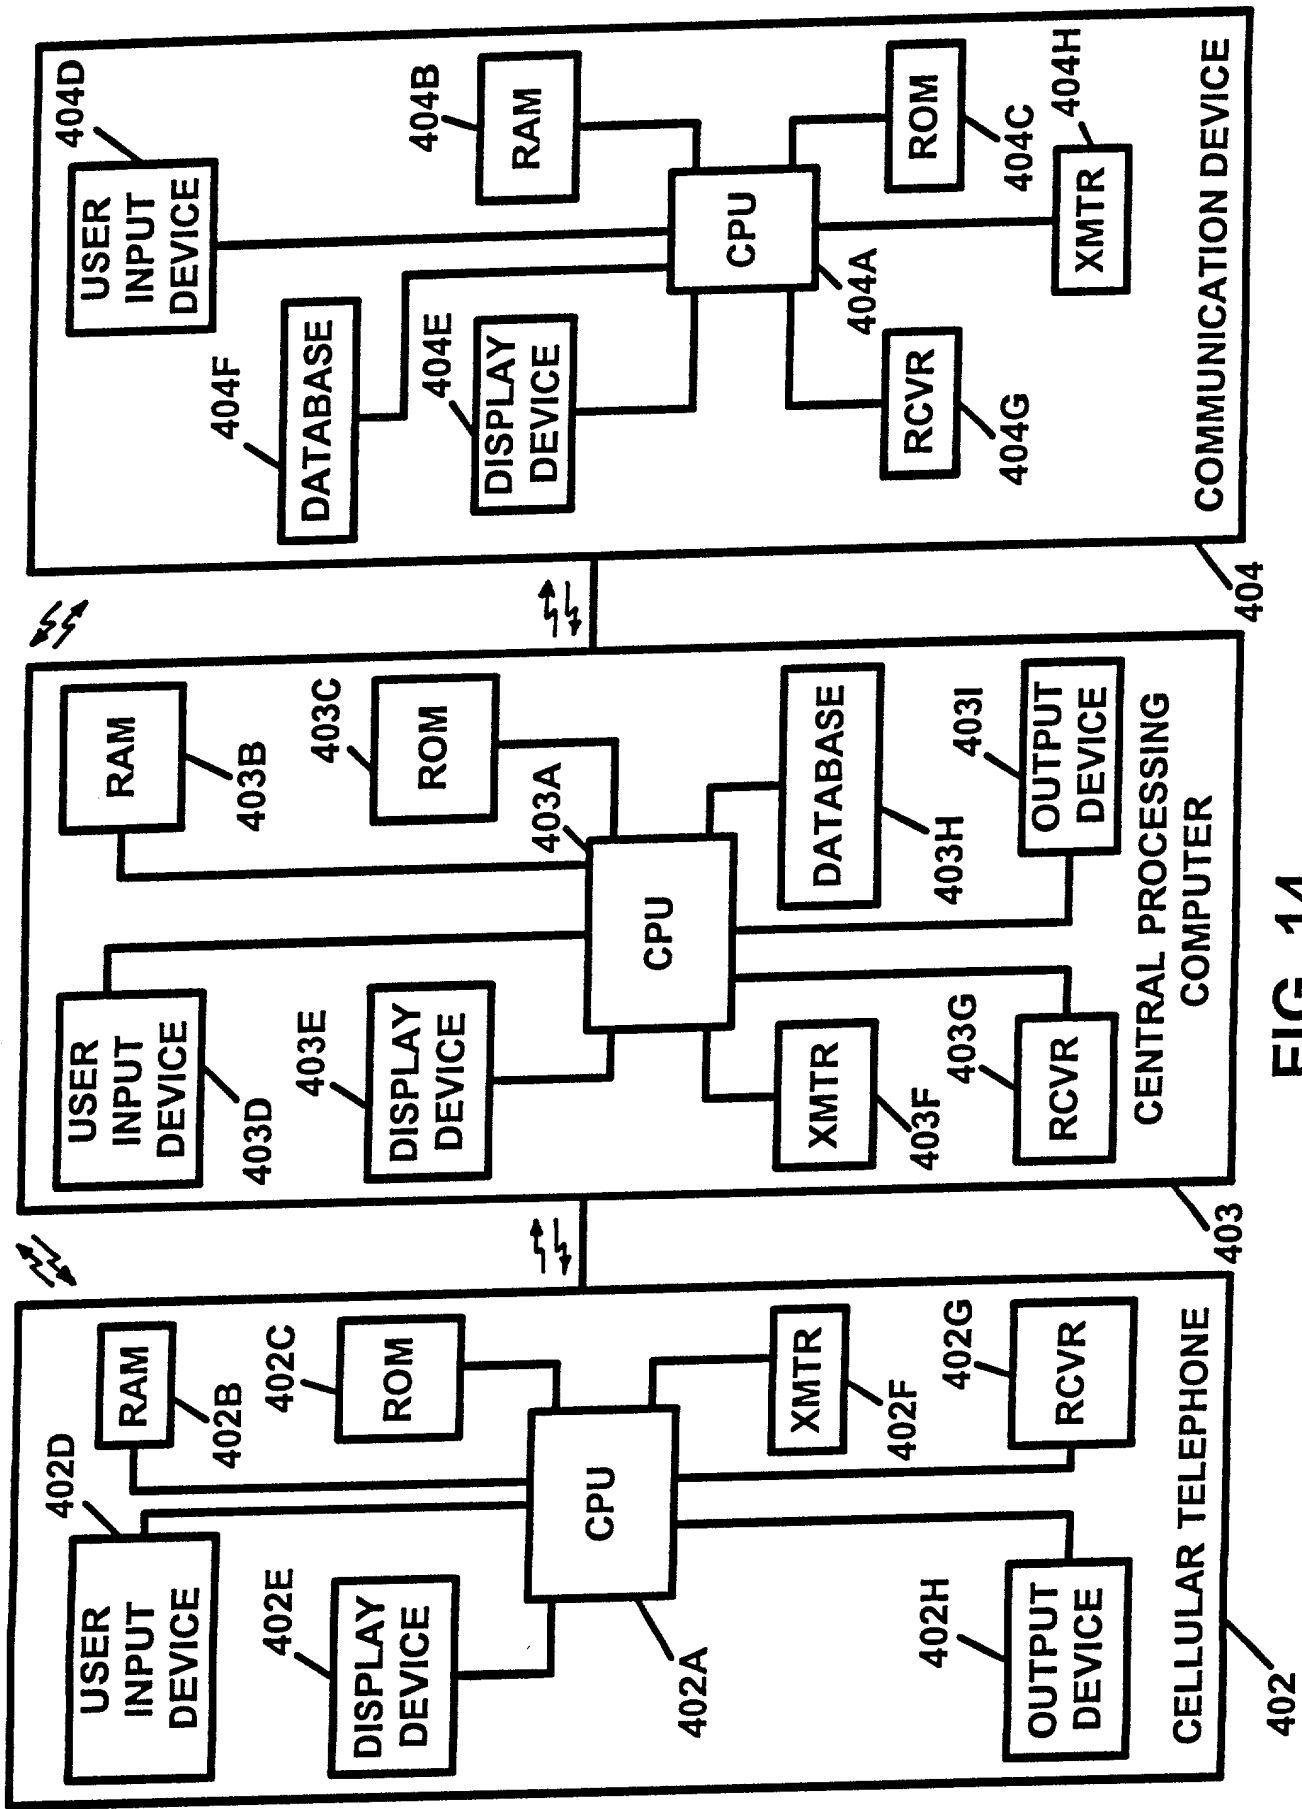 402D
USER
INPUT
DEVICE
RAM
402B
402E
DISPLAY
DEVICE
402C
ROM
CPU
402A
XMTR
402F
402H
OUTPUT
DEVICE
402G
RCVR
CELLLULAR TELEPHONE
402
USER
INPUT
DEVICE
403D
RAM
403B
403E
DISPLAY
DEVICE
403C
ROM
403A
CPU
XMTR
403F
DATABASE
403H
403G
RCVR
403I
OUTPUT
DEVICE
CENTRAL PROCESSING
COMPUTER
403
404D
USER
INPUT
DEVICE
404F
DATABASE
404E
DISPLAY
DEVICE
404B
RAM
CPU
404A
RCVR
404G
ROM
404C
404H
XMTR
COMMUNICATION DEVICE
404
FIG 14